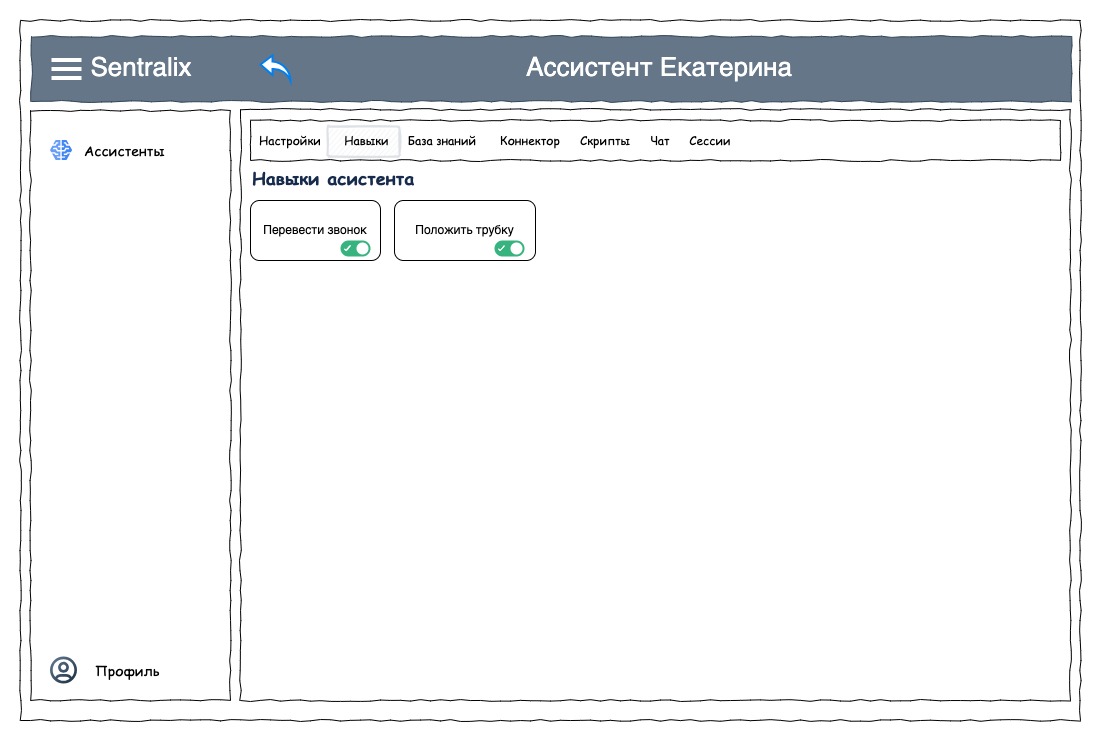 Sentralix
Ассистент Екатерина
Ассистенты
Настройки Навыки База знаний Коннектор Скрипты Чат Сессии
Навыки асистента
Перевести звонок
Положить трубку
Профиль